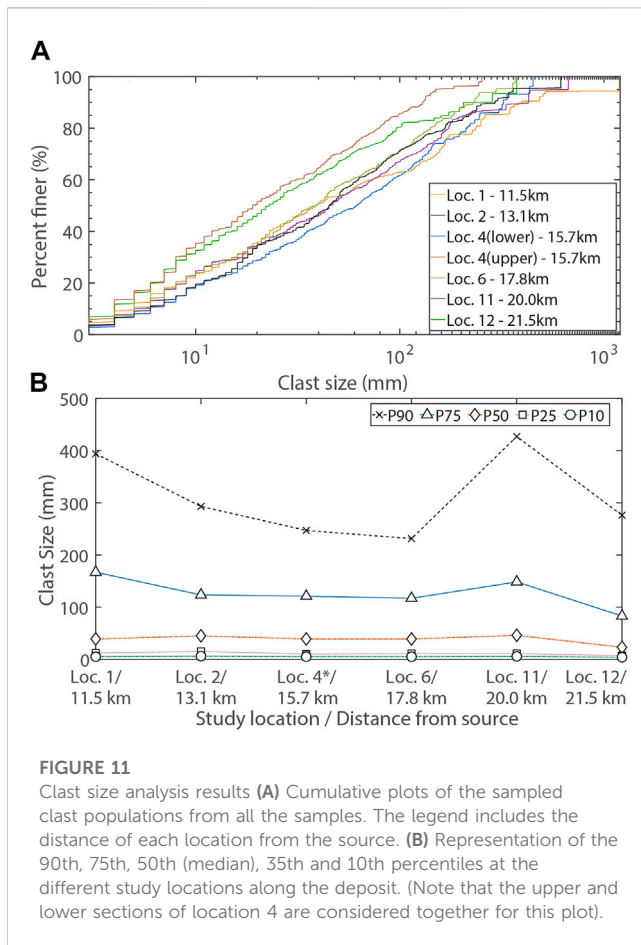 A
100
80
60
40
20
0
Percent finer (%)
Loc. 1 - 11.5km
Loc. 2 - 13.1km
Loc. 4(lower) - 15.7km
Loc. 4(upper) - 15.7km
Loc. 6 - 17.8km
Loc. 11 - 20.0km
Loc. 12 - 21.5km
10¹ 10² 10³
Clast size (mm)
B
500
400
300
200
100
0
Clast Size (mm)
P90 P75 P50 P25 P10
Loc. 1/ Loc. 2/ Loc. 4*/ Loc. 6/ Loc. 11/ Loc. 12/
11.5 km 13.1 km 15.7 km 17.8 km 20.0 km 21.5 km
Study location / Distance from source
FIGURE 11
Clast size analysis results (A) Cumulative plots of the sampled
clast populations from all the samples. The legend includes the
distance of each location from the source. (B) Representation of the
90th, 75th, 50th (median), 35th and 10th percentiles at the
different study locations along the deposit. (Note that the upper and
lower sections of location 4 are considered together for this plot).